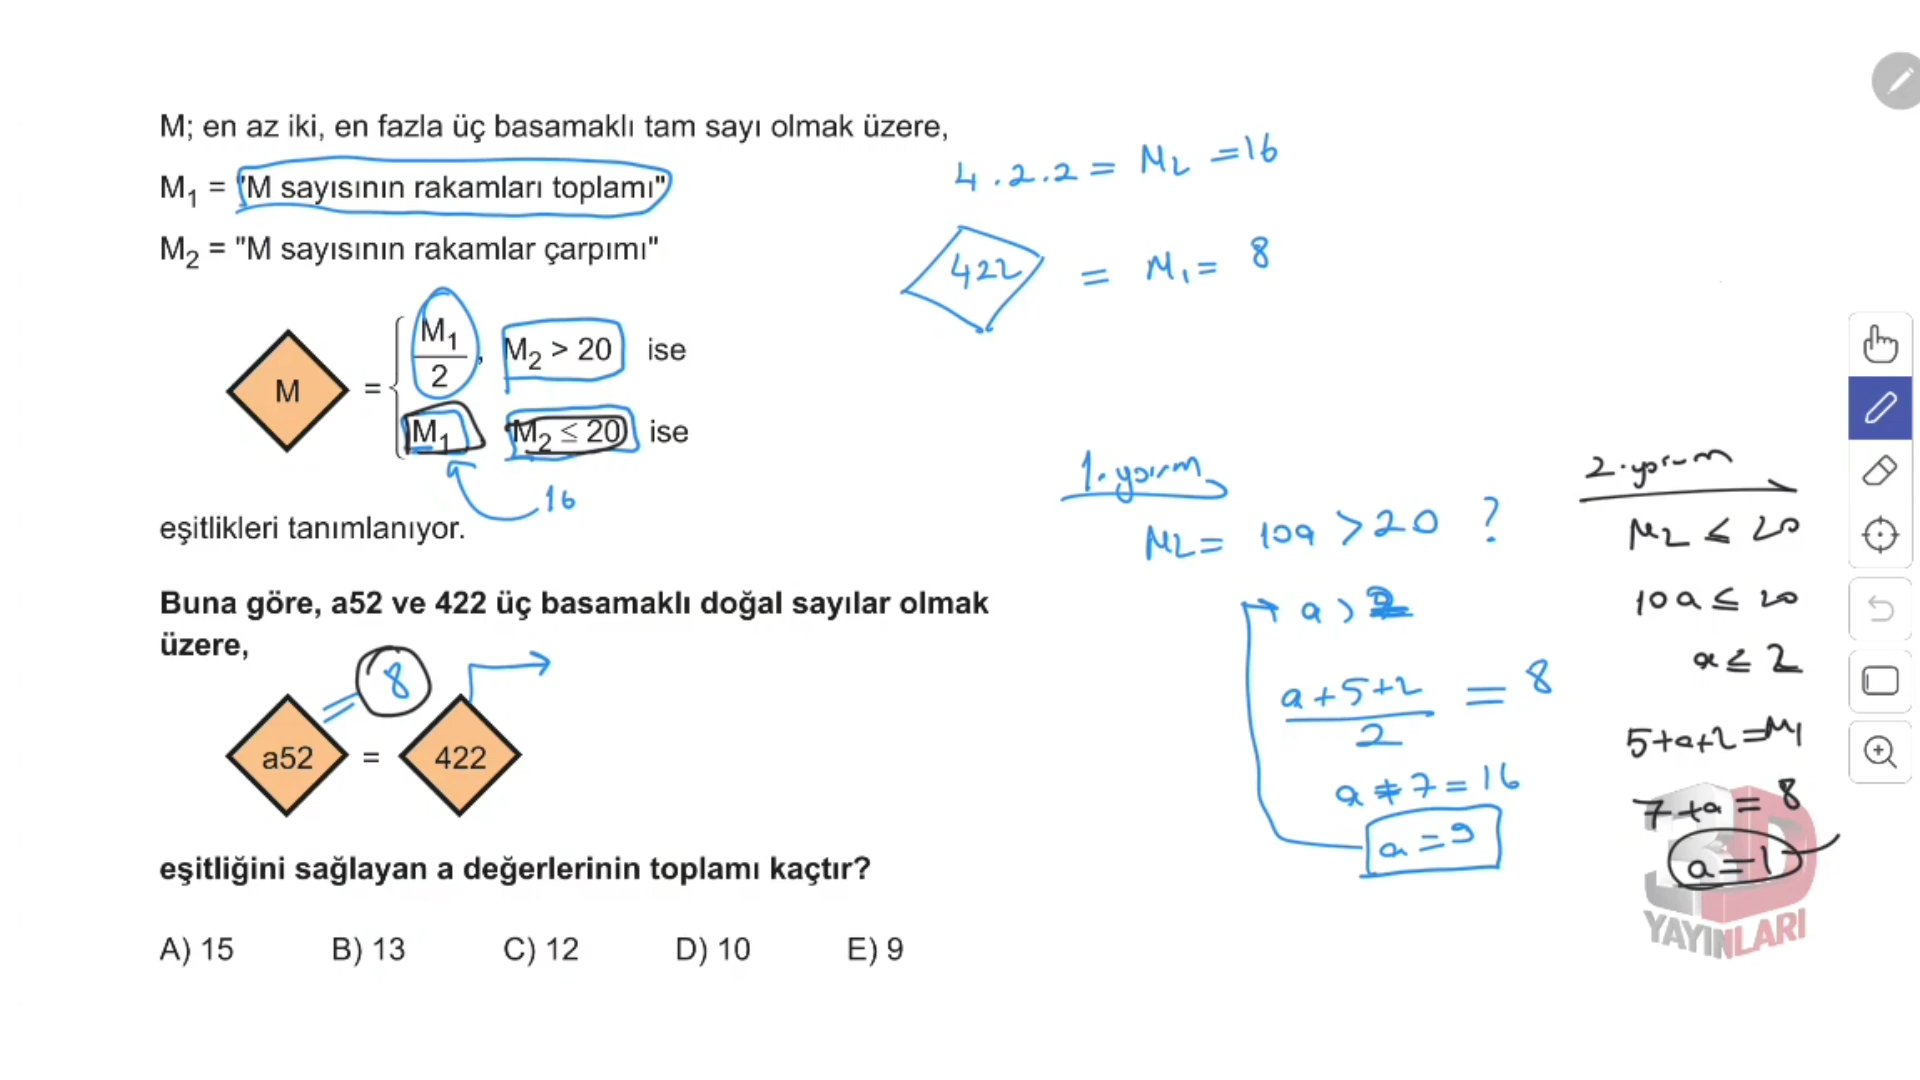 M; en az iki, en fazla üç basamaklı tam sayı olmak üzere,
M₁ = "M sayısının rakamları toplamı"
M₂ = "M sayısının rakamlar çarpımı"
M = { M₁/2, M₂ > 20 ise
M₁ M₂ ≤ 20 ise
16
eşitlikleri tanımlanıyor.
Buna göre, a52 ve 422 üç basamaklı doğal sayılar olmak
üzere,
= 8
a52 = 422
eşitliğini sağlayan a değerlerinin toplamı kaçtır?
A) 15 B) 13 C) 12 D) 10 E) 9
4.2.2 = M₂ = 16
422 = M₁ = 8
1. yorum
M₂ = 10a > 20 ?
a > 2
a+5+2/2 = 8
a + 7 = 16
a = 9
2. yorum
M₂ ≤ 20
10a ≤ 20
a ≤ 2
5+a+2 = M₁
7+a = 8
a = 1
3D
YAYINLARI